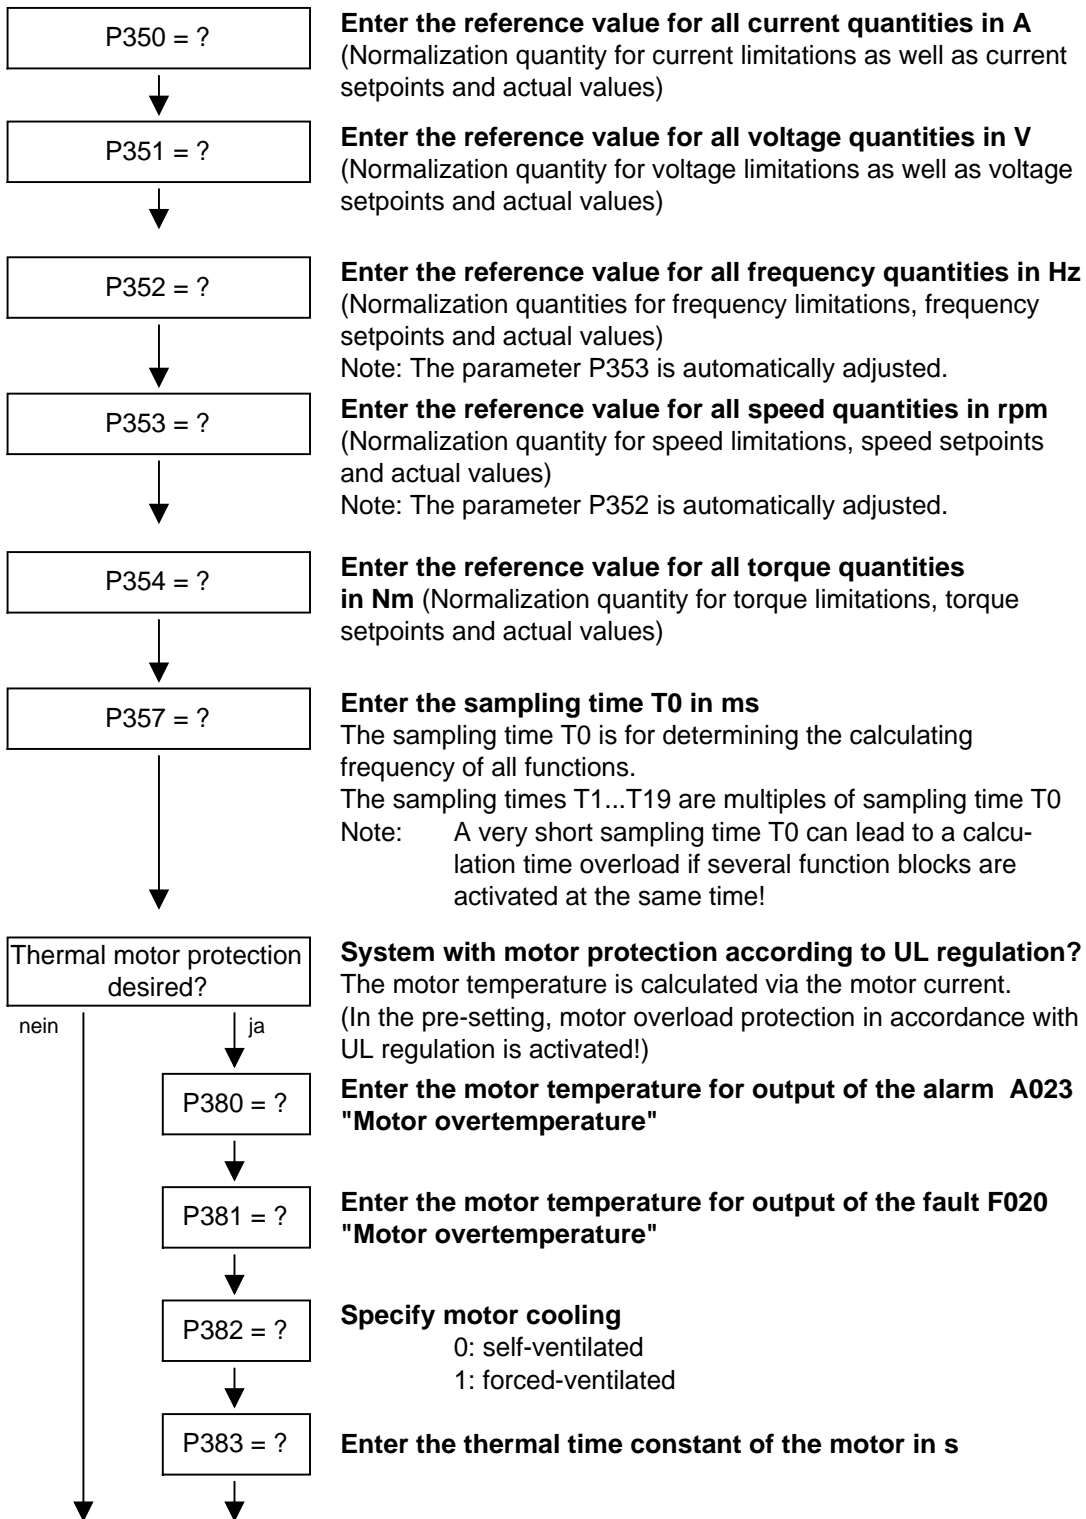 P350 = ?
Enter the reference value for all current quantities in A
(Normalization quantity for current limitations as well as current
setpoints and actual values)
P351 = ?
Enter the reference value for all voltage quantities in V
(Normalization quantity for voltage limitations as well as voltage
setpoints and actual values)
P352 = ?
Enter the reference value for all frequency quantities in Hz
(Normalization quantities for frequency limitations, frequency
setpoints and actual values)
Note: The parameter P353 is automatically adjusted.
P353 = ?
Enter the reference value for all speed quantities in rpm
(Normalization quantity for speed limitations, speed setpoints
and actual values)
Note: The parameter P352 is automatically adjusted.
P354 = ?
Enter the reference value for all torque quantities
in Nm (Normalization quantity for torque limitations, torque
setpoints and actual values)
P357 = ?
Enter the sampling time T0 in ms
The sampling time T0 is for determining the calculating
frequency of all functions.
The sampling times T1...T19 are multiples of sampling time T0
Note: A very short sampling time T0 can lead to a calcu-
lation time overload if several function blocks are
activated at the same time!
Thermal motor protection
desired?
nein
ja
System with motor protection according to UL regulation?
The motor temperature is calculated via the motor current.
(In the pre-setting, motor overload protection in accordance with
UL regulation is activated!)
P380 = ?
Enter the motor temperature for output of the alarm A023
"Motor overtemperature"
P381 = ?
Enter the motor temperature for output of the fault F020
"Motor overtemperature"
P382 = ?
Specify motor cooling
0: self-ventilated
1: forced-ventilated
P383 = ?
Enter the thermal time constant of the motor in s